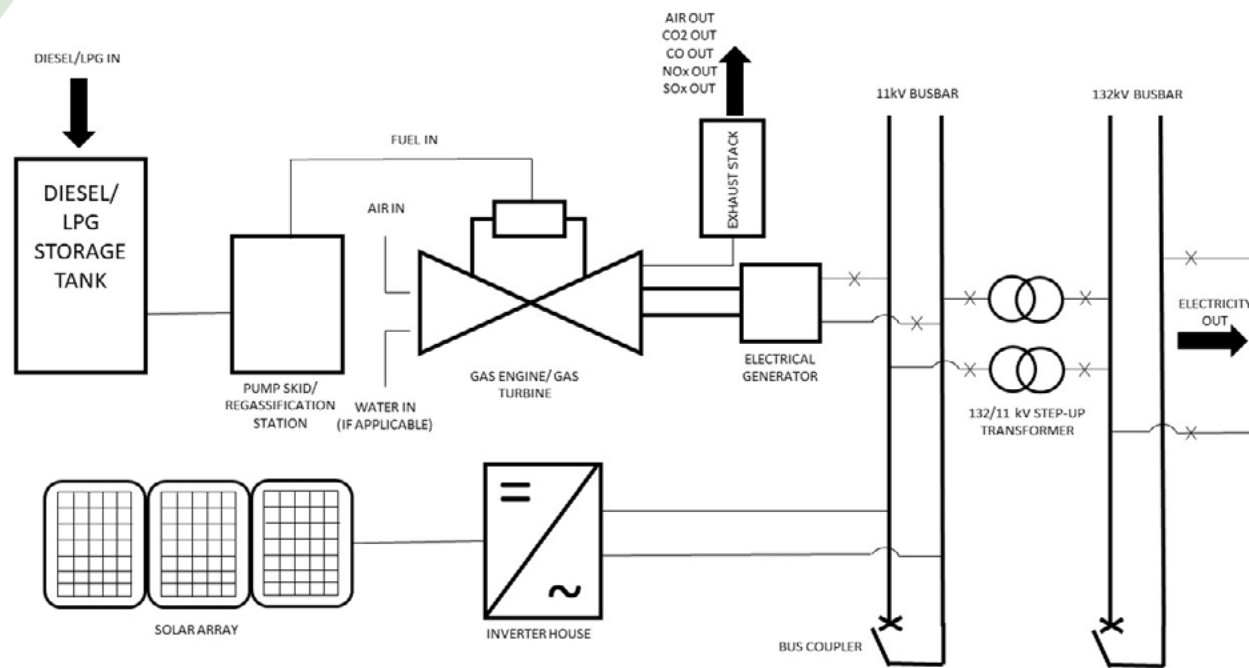 AIR OUT
CO2 OUT
CO OUT
NOx OUT
SOx OUT
DIESEL/LPG IN
11kV BUSBAR
132kV BUSBAR
FUEL IN
EXHAUST STACK
DIESEL/
LPG
STORAGE
TANK
AIR IN
ELECTRICITY
OUT
ELECTRICAL
GENERATOR
GAS ENGINE/ GAS
TURBINE
PUMP SKID/
REGASSIFICATION
STATION
WATER IN
(IF APPLICABLE)
132/11 kV STEP-UP
TRANSFORMER
SOLAR ARRAY
INVERTER HOUSE
BUS COUPLER